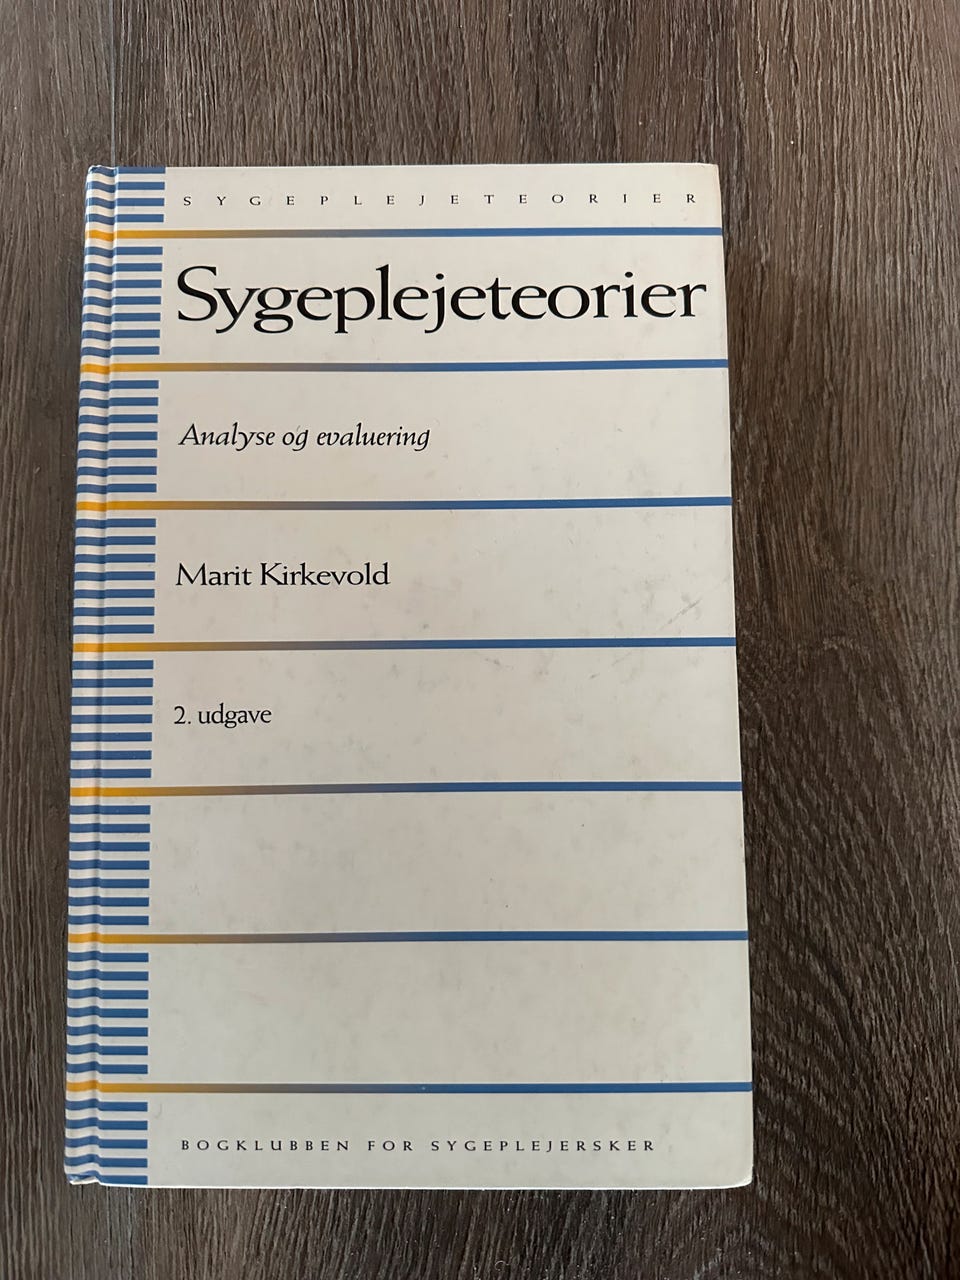 SYGEPLEJETEORIER
Sygeplejeteorier
Analyse og evaluering
Marit Kirkevold
2. udgave
BOGKLUBBEN FOR SYGEPLEJERSKER